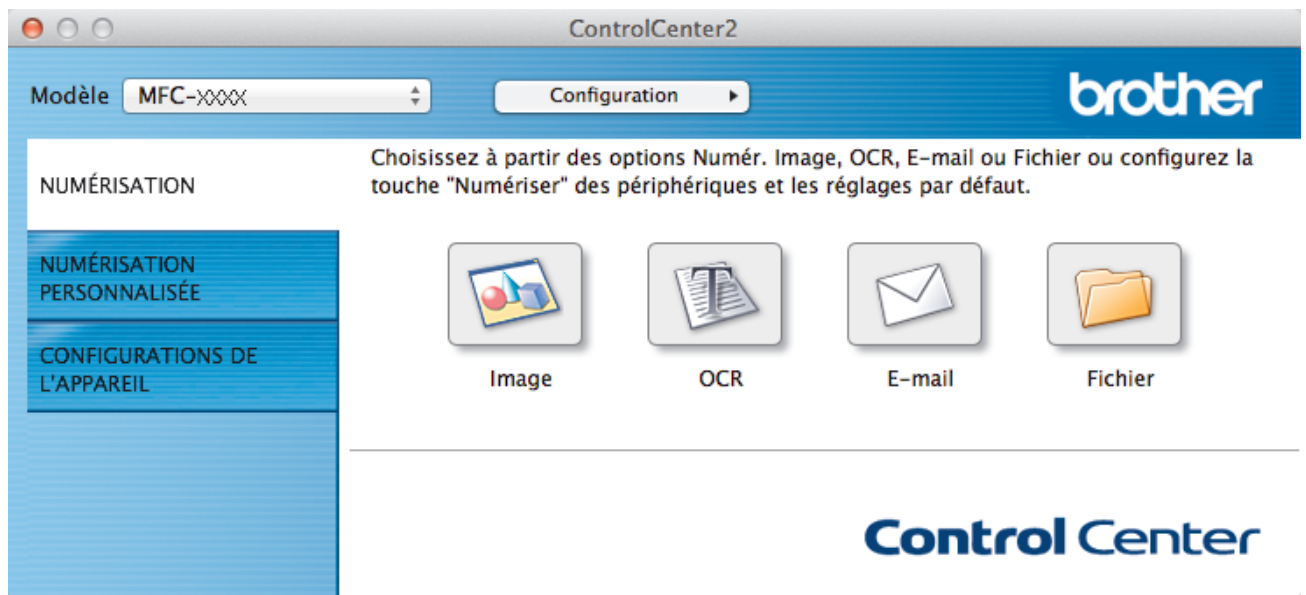 ControlCenter2
Modèle MFC-XXXX Configuration brother
NUMÉRISATION
Choisissez à partir des options Numér. Image, OCR, E-mail ou Fichier ou configurez la
touche "Numériser" des périphériques et les réglages par défaut.
NUMÉRISATION
PERSONNALISÉE
CONFIGURATIONS DE
L'APPAREIL
T
Image OCR E-mail Fichier
Control Center